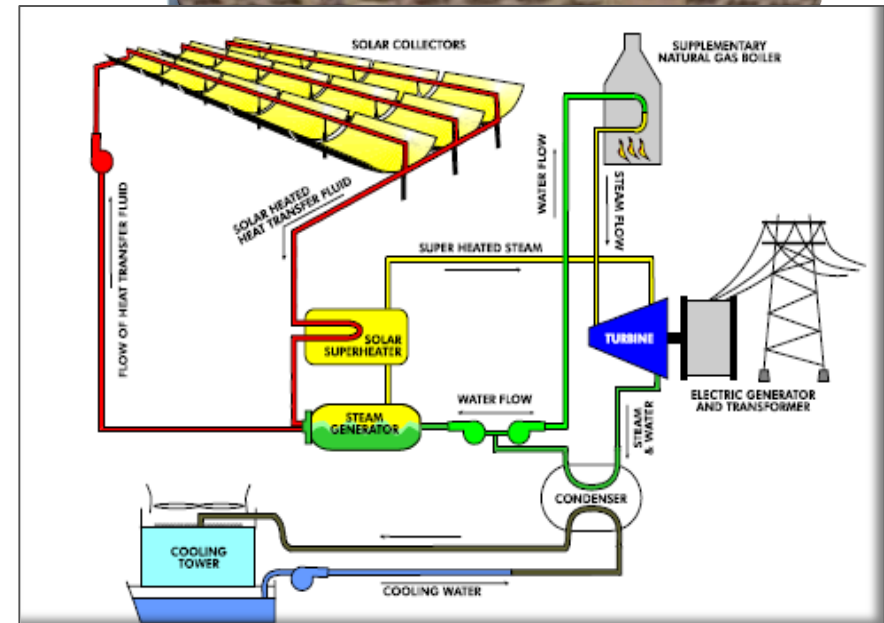 SOLAR COLLECTORS
SUPPLEMENTARY
NATURAL GAS BOILER
WATER FLOW
STEAM FLOW
SOLAR HEATED
HEAT TRANSFER FLUID
FLOW OF HEAT TRANSFER FLUID
SUPER HEATED STEAM
SOLAR
SUPERHEATER
TURBINE
ELECTRIC GENERATOR
AND TRANSFORMER
STEAM
GENERATOR
WATER FLOW
STEAM
& WATER
CONDENSER
COOLING
TOWER
COOLING WATER